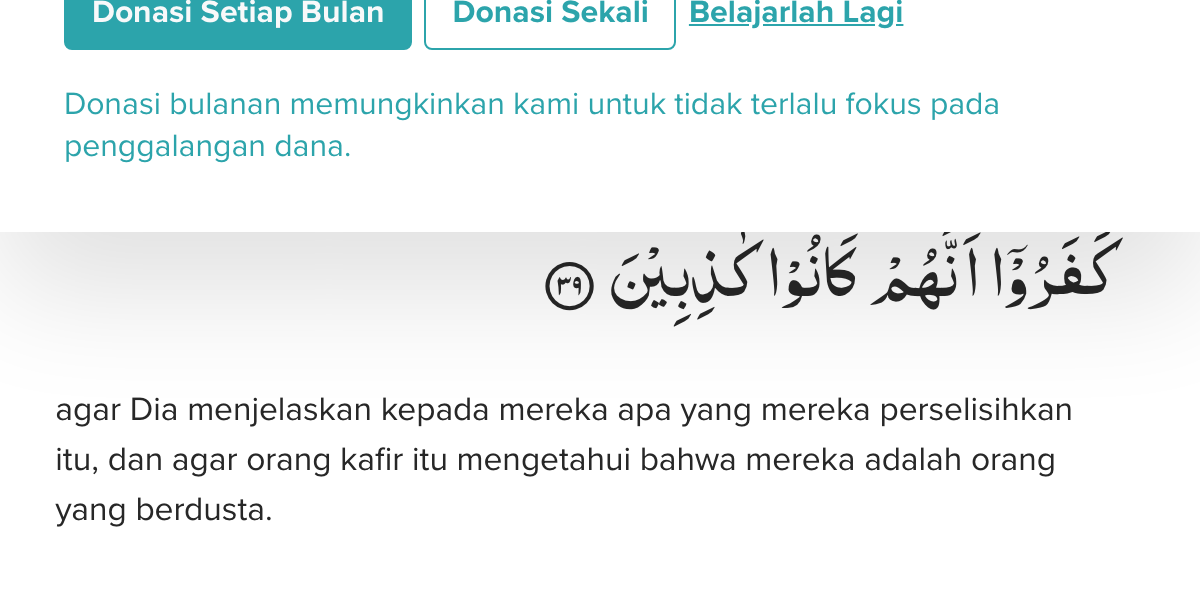 Donasi Setiap Bulan Donasi Sekali Belajarlah Lagi
Donasi bulanan memungkinkan kami untuk tidak terlalu fokus pada
penggalangan dana.
كَفَرُوْٓا اَنَّهُمْ كَانُوْا كٰذِبِيْنَ ٣٩
agar Dia menjelaskan kepada mereka apa yang mereka perselisihkan
itu, dan agar orang kafir itu mengetahui bahwa mereka adalah orang
yang berdusta.